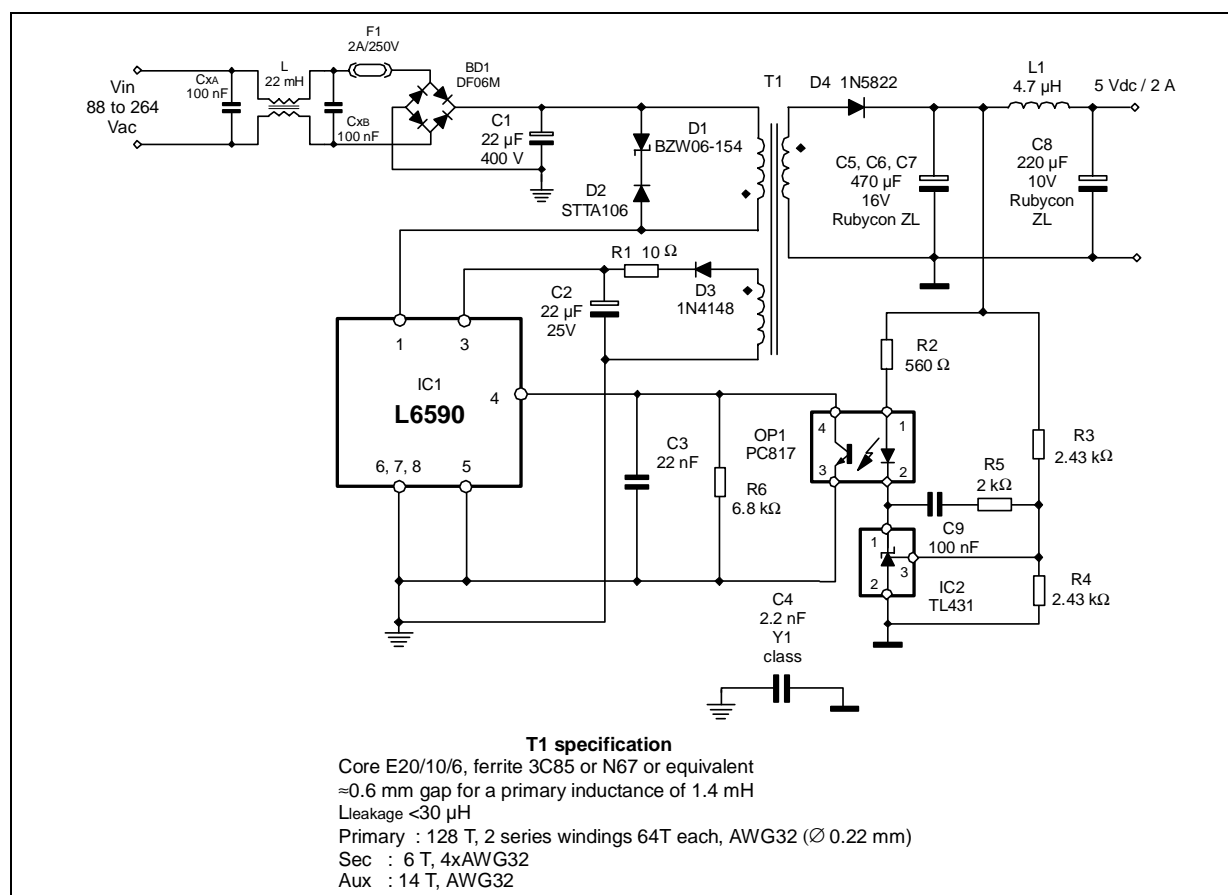 F1
2A/250V
L
22 mH
BD1
DF06M
CxA
100 nF
CxB
100 nF
Vin
88 to 264
Vac
C1
22 µF
400 V
D1
BZW06-154
D2
STTA106
T1
D4 1N5822
L1
4.7 µH
5 Vdc / 2 A
C5, C6, C7
470 µF
16V
Rubycon ZL
C8
220 µF
10V
Rubycon
ZL
R1 10 Ω
D3
1N4148
C2
22 µF
25V
1
3
IC1
L6590
4
6, 7, 8
5
C3
22 nF
R6
6.8 kΩ
OP1
PC817
4
3
1
2
R2
560 Ω
R3
2.43 kΩ
R5
2 kΩ
C9
100 nF
1
2
3
IC2
TL431
R4
2.43 kΩ
C4
2.2 nF
Y1
class
T1 specification
Core E20/10/6, ferrite 3C85 or N67 or equivalent
≈0.6 mm gap for a primary inductance of 1.4 mH
Lleakage <30 µH
Primary : 128 T, 2 series windings 64T each, AWG32 (∅ 0.22 mm)
Sec : 6 T, 4xAWG32
Aux : 14 T, AWG32